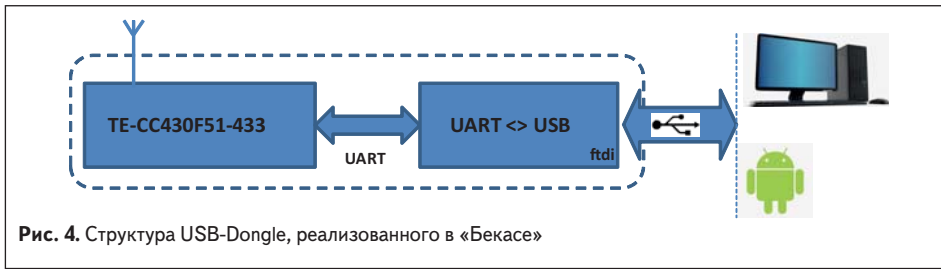 TE-CC430F51-433
UART
UART <> USB
ftdi
Рис. 4. Структура USB-Dongle, реализованного в «Бекасе»